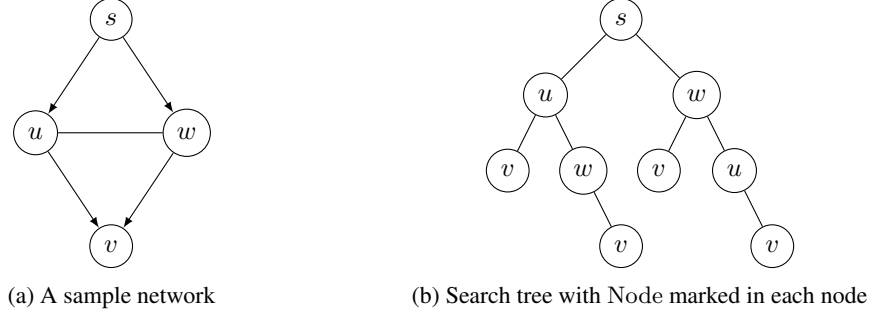 s s
u w u w
v w v u
v v v
(a) A sample network (b) Search tree with Node marked in each node